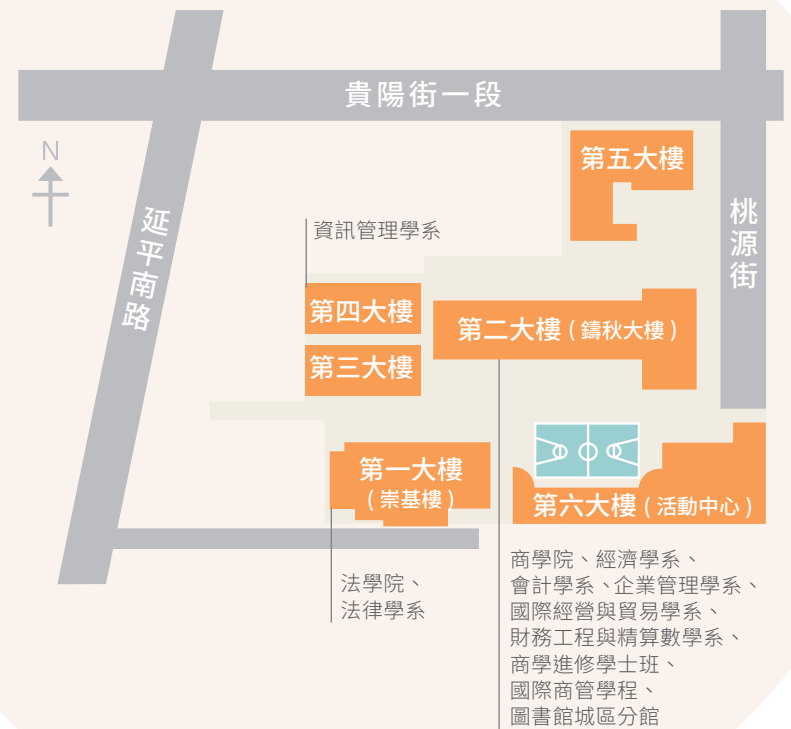 貴陽街一段
N
第五大樓
延平南路
桃源街
資訊管理學系
第四大樓
第二大樓 ( 鑄秋大樓 )
第三大樓
第一大樓
( 崇基樓 )
第六大樓 ( 活動中心 )
法學院、
法律學系
商學院、經濟學系、
會計學系、企業管理學系、
國際經營與貿易學系、
財務工程與精算數學系、
商學進修學士班、
國際商管學程、
圖書館城區分館